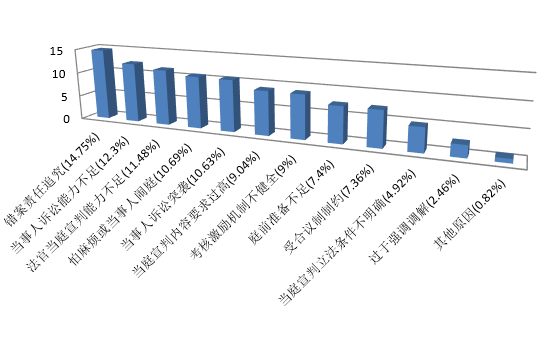 15
10
5
0
错案责任追究(14.75%)
当事人诉讼能力不足(12.3%)
法官当庭宣判能力不足(11.48%)
怕麻烦或当事人闹庭(10.69%)
当事人诉讼突袭(10.63%)
当庭宣判内容要求过高(9.04%)
考核激励机制不健全(9%)
庭前准备不足(7.4%)
受合议制制约(7.36%)
当庭宣判立法条件不明确(4.92%)
过于强调调解(2.46%)
其他原因(0.82%)